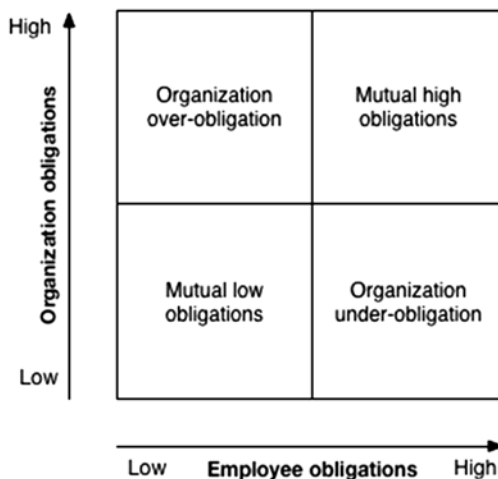 High
Organization obligations
Low
Organization
over-obligation
Mutual high
obligations
Mutual low
obligations
Organization
under-obligation
Low
Employee obligations
High